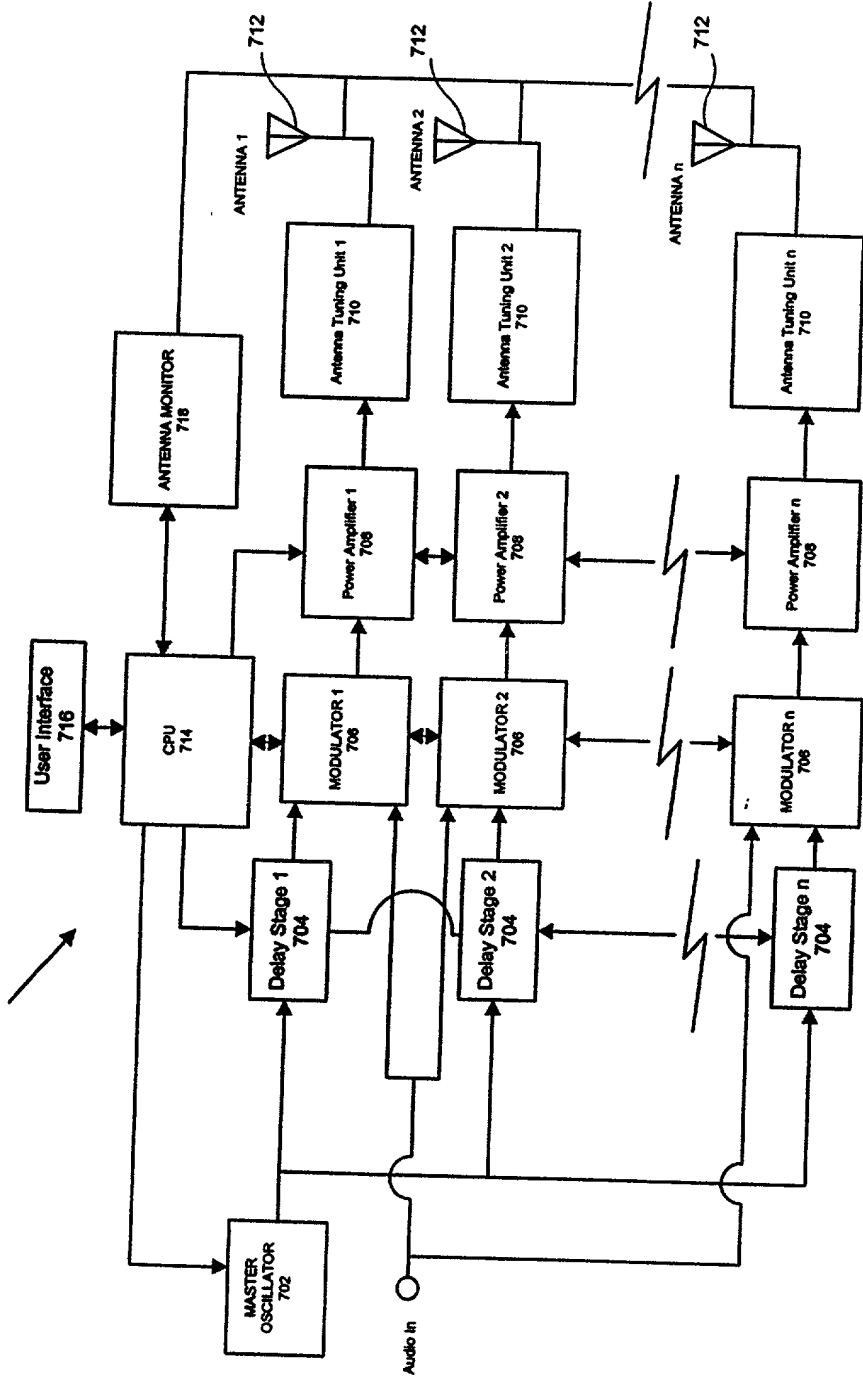 User Interface
716
CPU
714
ANTENNA MONITOR
718
MASTER
OSCILLATOR
702
Audio In
Delay Stage 1
704
MODULATOR 1
706
Power Amplifier 1
708
Antenna Tuning Unit 1
710
ANTENNA 1
712
Delay Stage 2
704
MODULATOR 2
706
Power Amplifier 2
708
Antenna Tuning Unit 2
710
ANTENNA 2
712
Delay Stage n
704
MODULATOR n
706
Power Amplifier n
708
Antenna Tuning Unit n
710
ANTENNA n
712